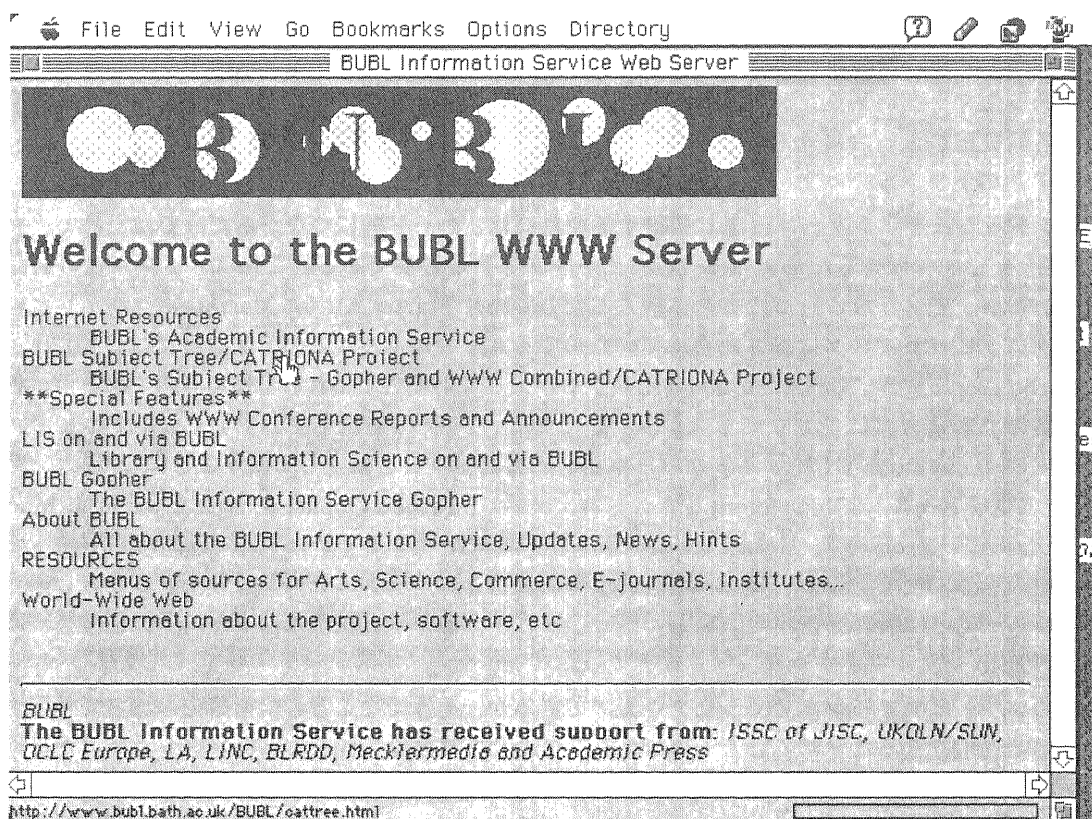 File Edit View Go Bookmarks Options Directory
BUBL Information Service Web Server
Welcome to the BUBL WWW Server
Internet Resources
BUBL's Academic Information Service
BUBL Subject Tree/CATRIONA Project
BUBL's Subject Tree - Gopher and WWW Combined/CATRIONA Project
**Special Features**
Includes WWW Conference Reports and Announcements
LIS on and via BUBL
Library and Information Science on and via BUBL
BUBL Gopher
The BUBL Information Service Gopher
About BUBL
All about the BUBL Information Service, Updates, News, Hints
RESOURCES
Menus of sources for Arts, Science, Commerce, E-journals, Institutes...
World-Wide Web
Information about the project, software, etc
BUBL
The BUBL Information Service has received support from: ISSC of JISC, UKOLN/SLIN,
OCLC Europe, LA, LINC, BLRDD, Mecklermedia and Academic Press
http://www.bubl.bath.ac.uk/BUBL/cattree.html